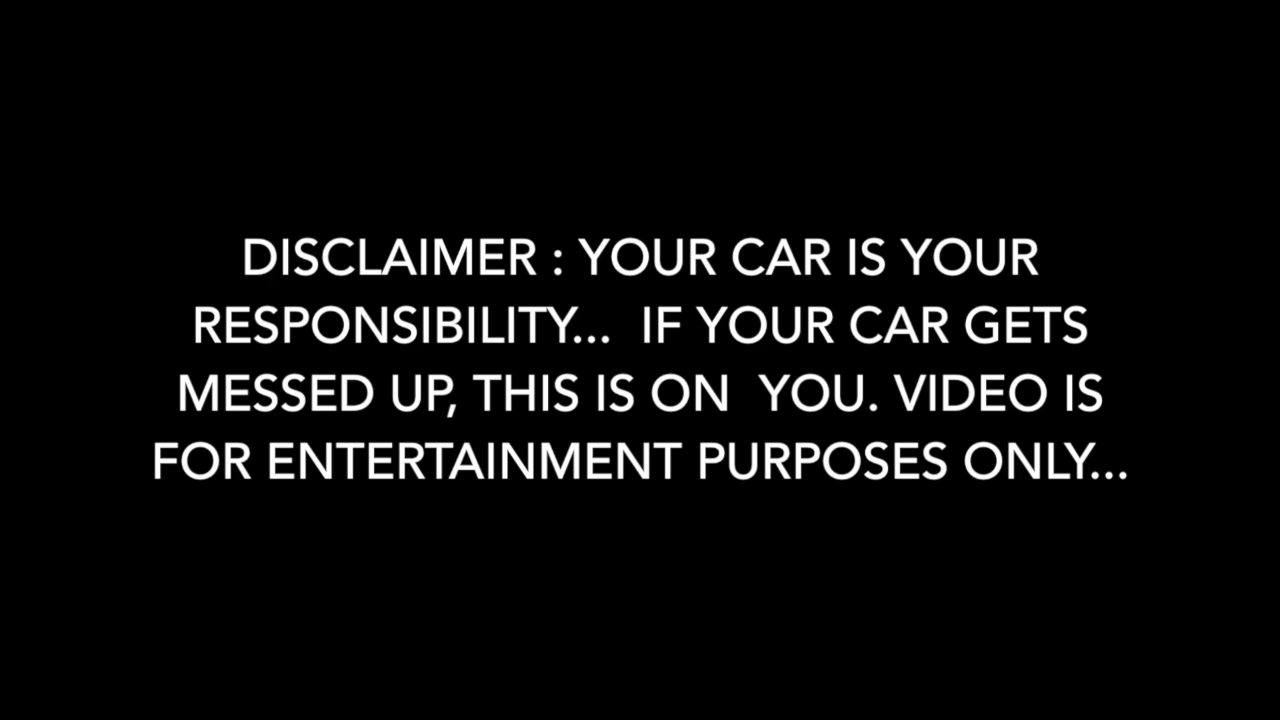 DISCLAIMER : YOUR CAR IS YOUR
RESPONSIBILITY...  IF YOUR CAR GETS
MESSED UP, THIS IS ON  YOU. VIDEO IS
FOR ENTERTAINMENT PURPOSES ONLY...